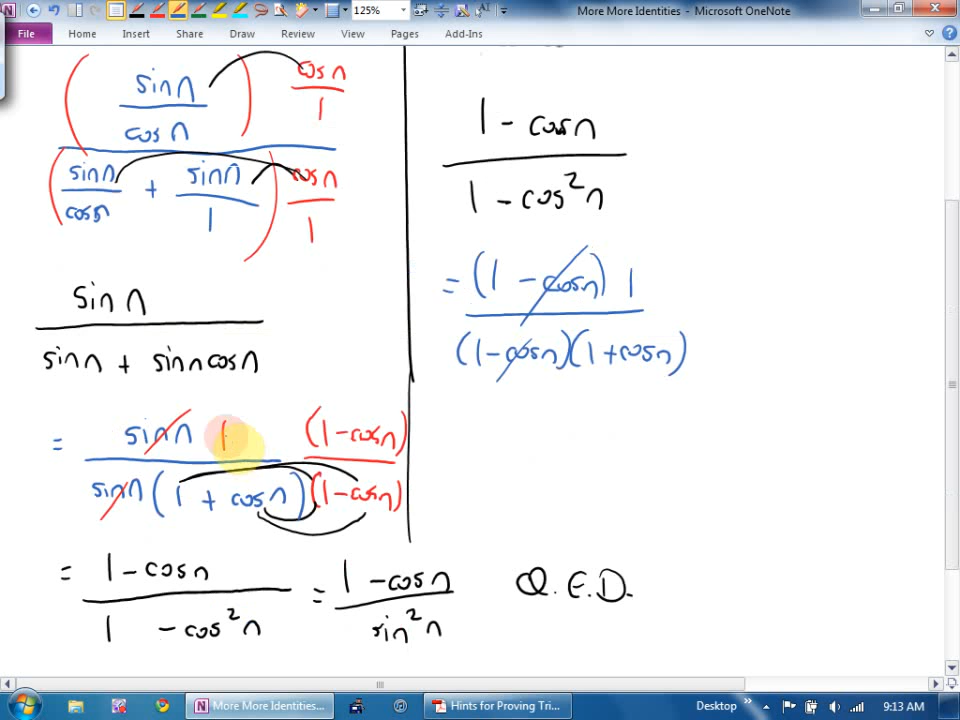 125%
More More Identities - Microsoft OneNote
File Home Insert Share Draw Review View Pages Add-Ins
sin n cos n
cos n 1
sin n + sin n cos n
cos n 1 1
sin n
sin n + sin n cos n
= sin n 1 (1 - cos n)
sin n (1 + cos n) (1 - cos n)
= 1 - cos n = 1 - cos n Q.E.D.
1 - cos² n sin² n
1 - cos n
1 - cos² n
= (1 - cos n) 1
(1 - cos n)(1 + cos n)
More More Identities... Hints for Proving Tri... Desktop » 9:13 AM